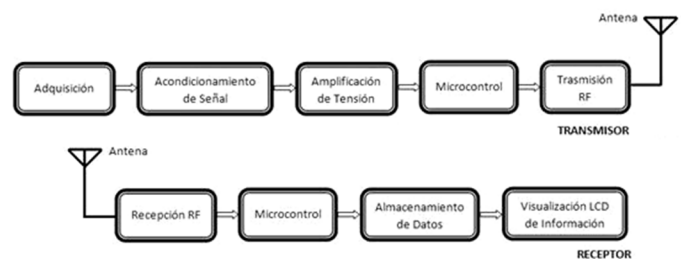 Antena
Adquisición
Acondicionamiento
de Señal
Amplificación
de Tensión
Microcontrol
Trasmisión
RF
TRANSMISOR
Antena
Recepción RF
Microcontrol
Almacenamiento
de Datos
Visualización LCD
de Información
RECEPTOR